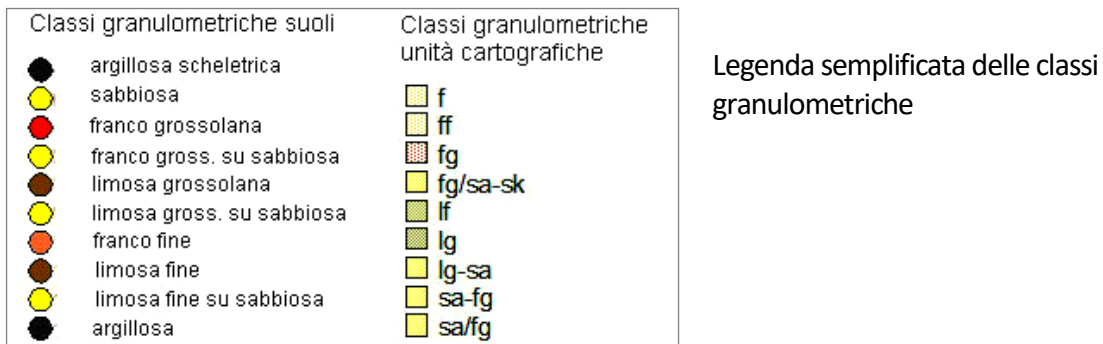 Classi granulometriche suoli
argillosa scheletrica
sabbiosa
franco grossolana
franco gross. su sabbiosa
limosa grossolana
limosa gross. su sabbiosa
franco fine
limosa fine
limosa fine su sabbiosa
argillosa
Classi granulometriche
unità cartografiche
f
ff
fg
fg/sa-sk
lf
lg
lg-sa
sa-fg
sa/fg
Legenda semplificata delle classi
granulometriche